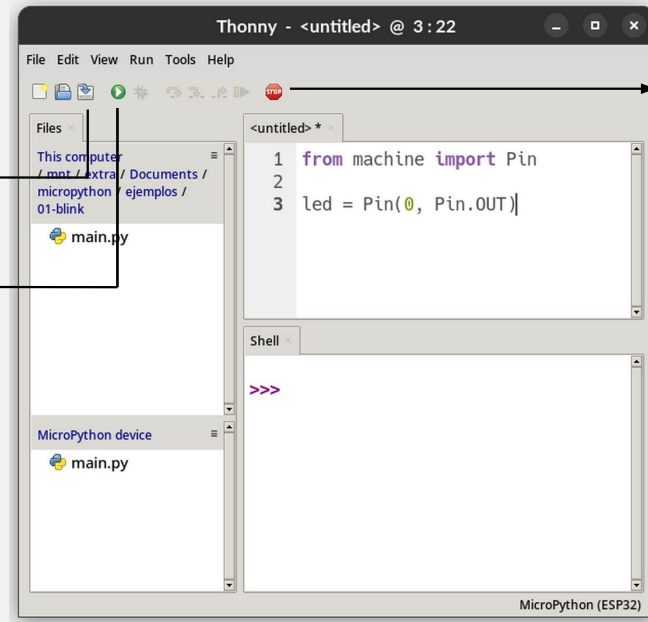 Thonny - <untitled> @ 3:22
File Edit View Run Tools Help
STOP
Files
This computer
/ mnt / extra / Documents /
micropython / ejemplos /
01-blink
main.py
MicroPython device
main.py
<untitled> *
1 from machine import Pin
2
3 led = Pin(0, Pin.OUT)
Shell
>>>
MicroPython (ESP32)